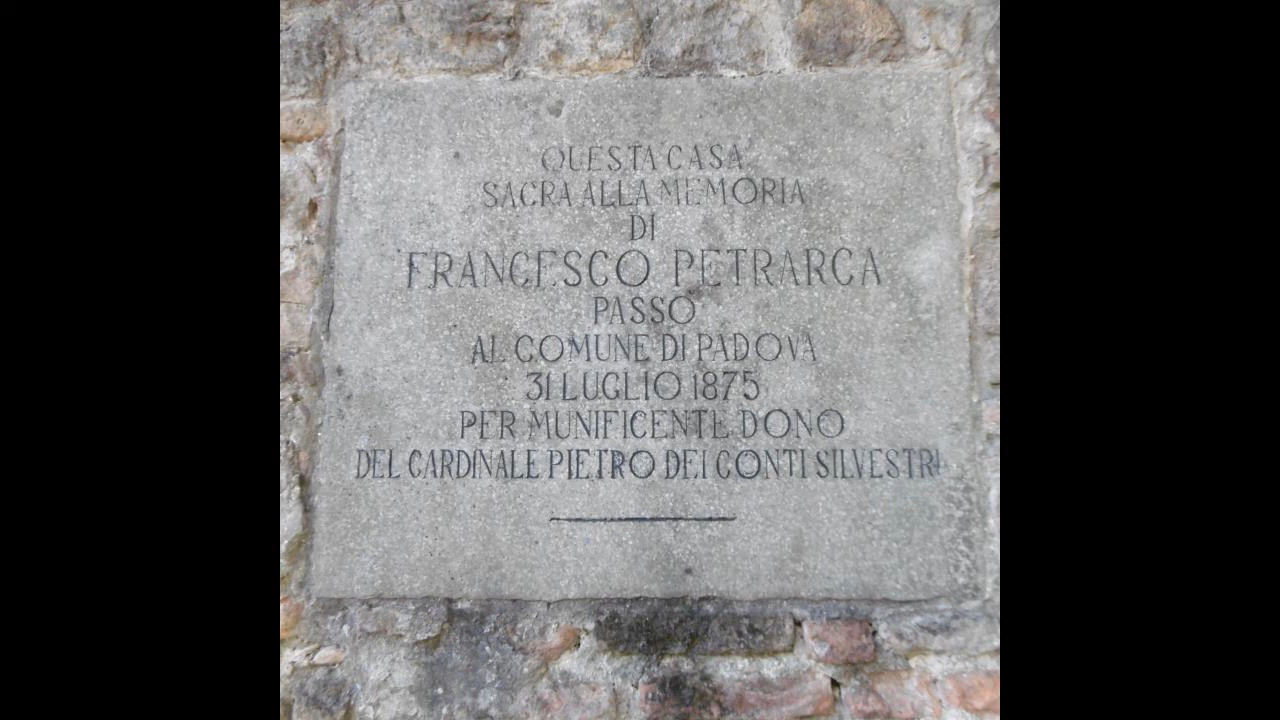 QUESTA CASA
SACRA ALLA MEMORIA
DI
FRANCESCO PETRARCA
PASSO
AL COMUNE DI PADOVA
31 LUGLIO 1875
PER MUNIFICENTE DONO
DEL CARDINALE PIETRO DEI CONTI SILVESTRI